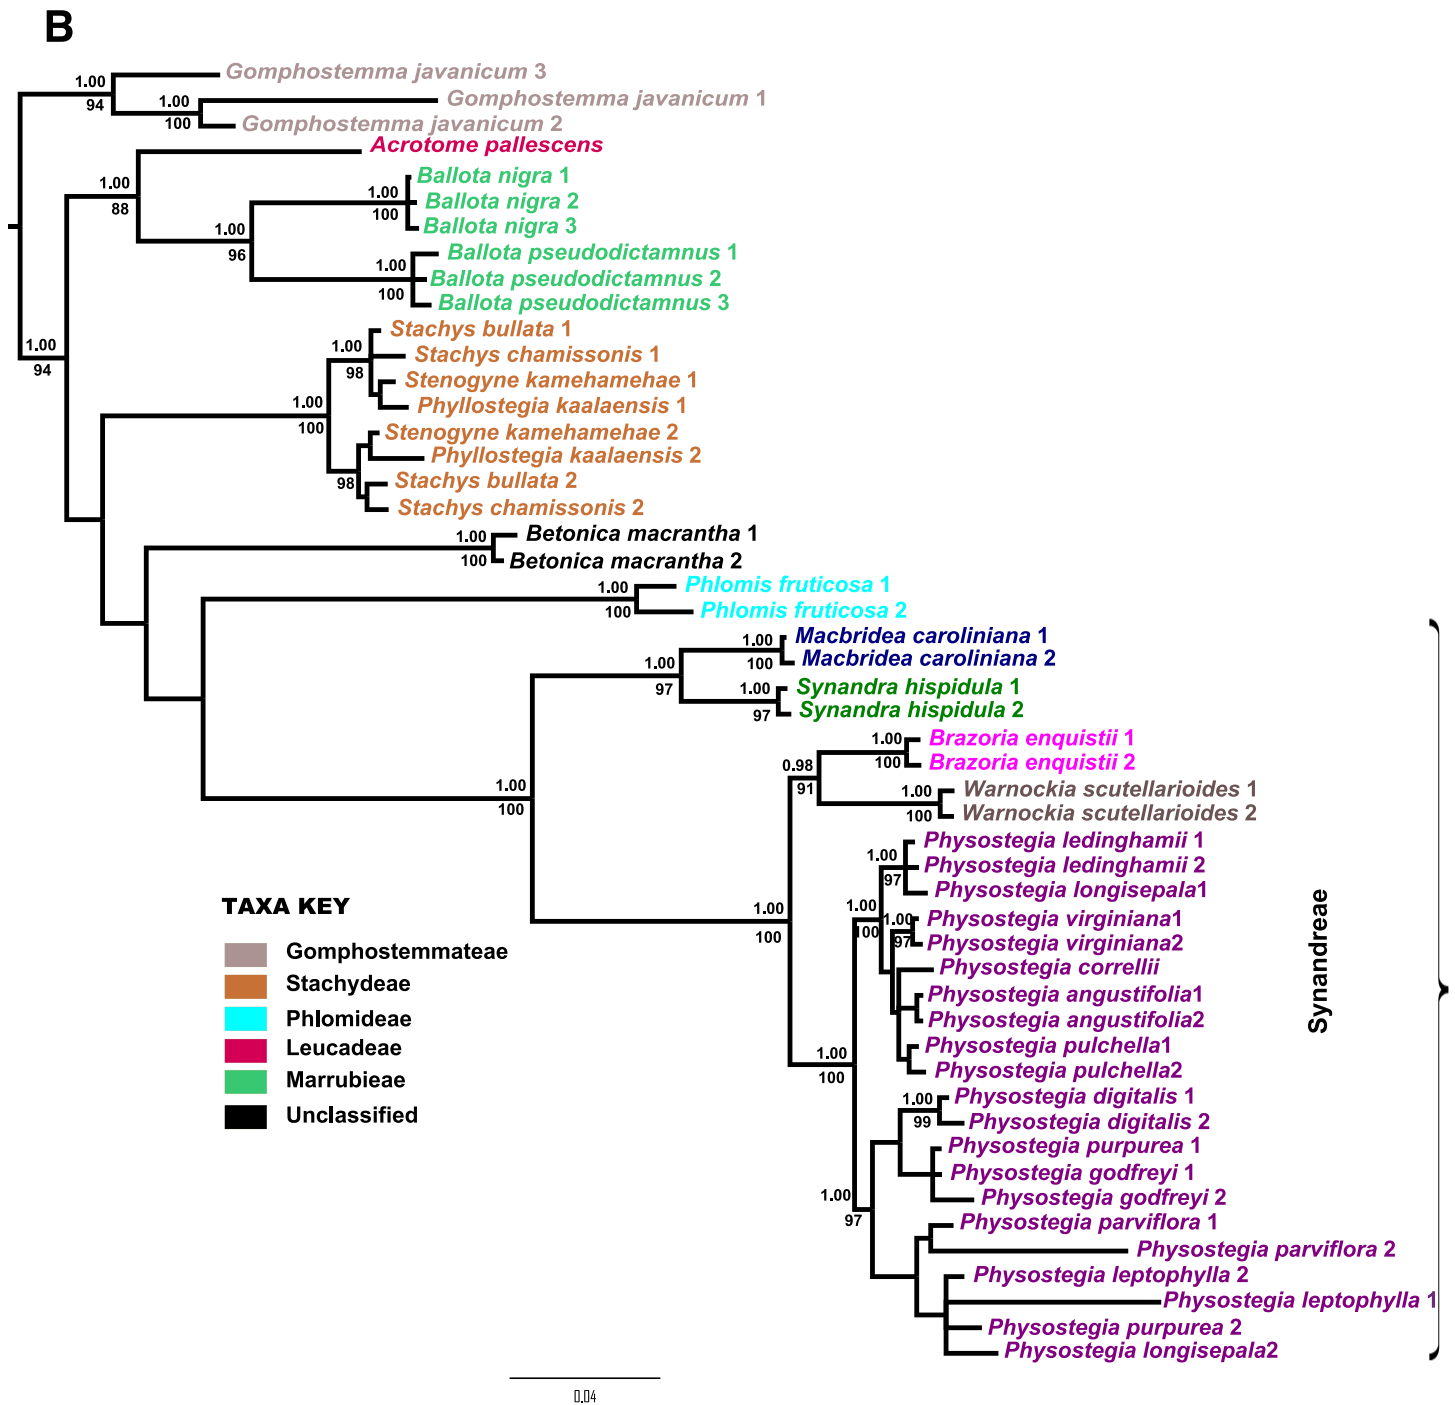 B
Gomphostemma javanicum 3
1.00
94
Gomphostemma javanicum 1
1.00
100
Gomphostemma javanicum 2
Acrotome pallescens
1.00
88
Ballota nigra 1
1.00
Ballota nigra 2
100
Ballota nigra 3
1.00
96
Ballota pseudodictamnus 1
1.00
Ballota pseudodictamnus 2
100
Ballota pseudodictamnus 3
1.00
94
Stachys bullata 1
1.00
Stachys chamissonis 1
98
Stenogyne kamehamehae 1
Phyllostegia kaalaensis 1
1.00
100
Stenogyne kamehamehae 2
Phyllostegia kaalaensis 2
98
Stachys bullata 2
Stachys chamissonis 2
Betonica macrantha 1
1.00
100
Betonica macrantha 2
Phlomis fruticosa 1
1.00
100
Phlomis fruticosa 2
Macbridea caroliniana 1
1.00
100
Macbridea caroliniana 2
1.00
97
Synandra hispidula 1
1.00
97
Synandra hispidula 2
Brazoria enquistii 1
1.00
100
Brazoria enquistii 2
0.98
91
Warnockia scutellarioides 1
1.00
100
Warnockia scutellarioides 2
1.00
100
Physostegia ledinghamii 1
1.00
Physostegia ledinghamii 2
97
Physostegia longisepala1
1.00
100
Physostegia virginiana1
1.00
97
Physostegia virginiana2
Physostegia correllii
Physostegia angustifolia1
Physostegia angustifolia2
Physostegia pulchella1
Physostegia pulchella2
1.00
100
1.00
100
Physostegia digitalis 1
1.00
99
Physostegia digitalis 2
Physostegia purpurea 1
Physostegia godfreyi 1
Physostegia godfreyi 2
1.00
97
Physostegia parviflora 1
Physostegia parviflora 2
Physostegia leptophylla 2
Physostegia leptophylla 1
Physostegia purpurea 2
Physostegia longisepala2
Synandreae
TAXA KEY
Gomphostemmateae
Stachydeae
Phlomideae
Leucadeae
Marrubieae
Unclassified
0.04